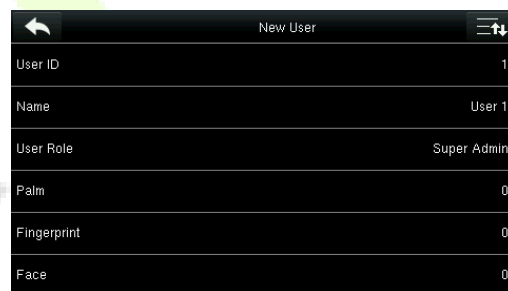 New User
User ID 1
Name User 1
User Role Super Admin
Palm 0
Fingerprint 0
Face 0